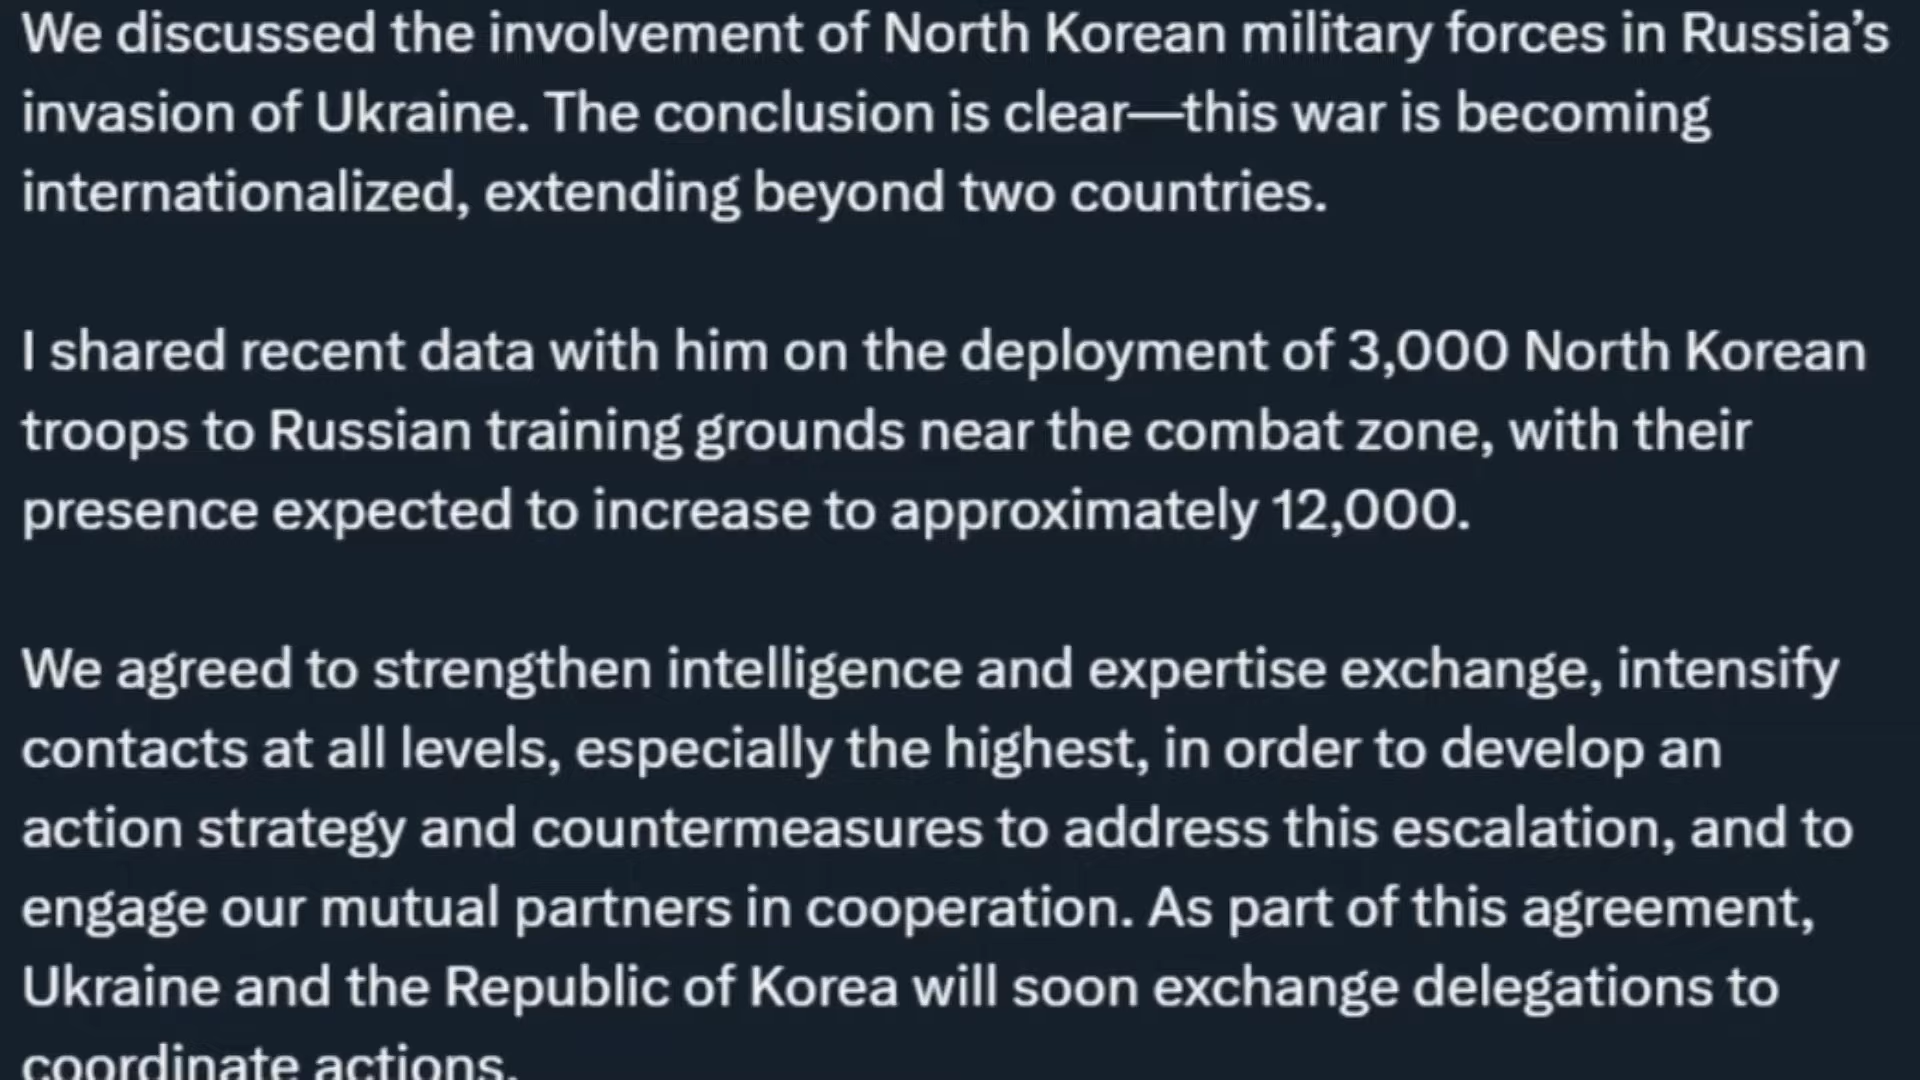 We discussed the involvement of North Korean military forces in Russia’s
invasion of Ukraine. The conclusion is clear—this war is becoming
internationalized, extending beyond two countries.
I shared recent data with him on the deployment of 3,000 North Korean
troops to Russian training grounds near the combat zone, with their
presence expected to increase to approximately 12,000.
We agreed to strengthen intelligence and expertise exchange, intensify
contacts at all levels, especially the highest, in order to develop an
action strategy and countermeasures to address this escalation, and to
engage our mutual partners in cooperation. As part of this agreement,
Ukraine and the Republic of Korea will soon exchange delegations to
coordinate actions.